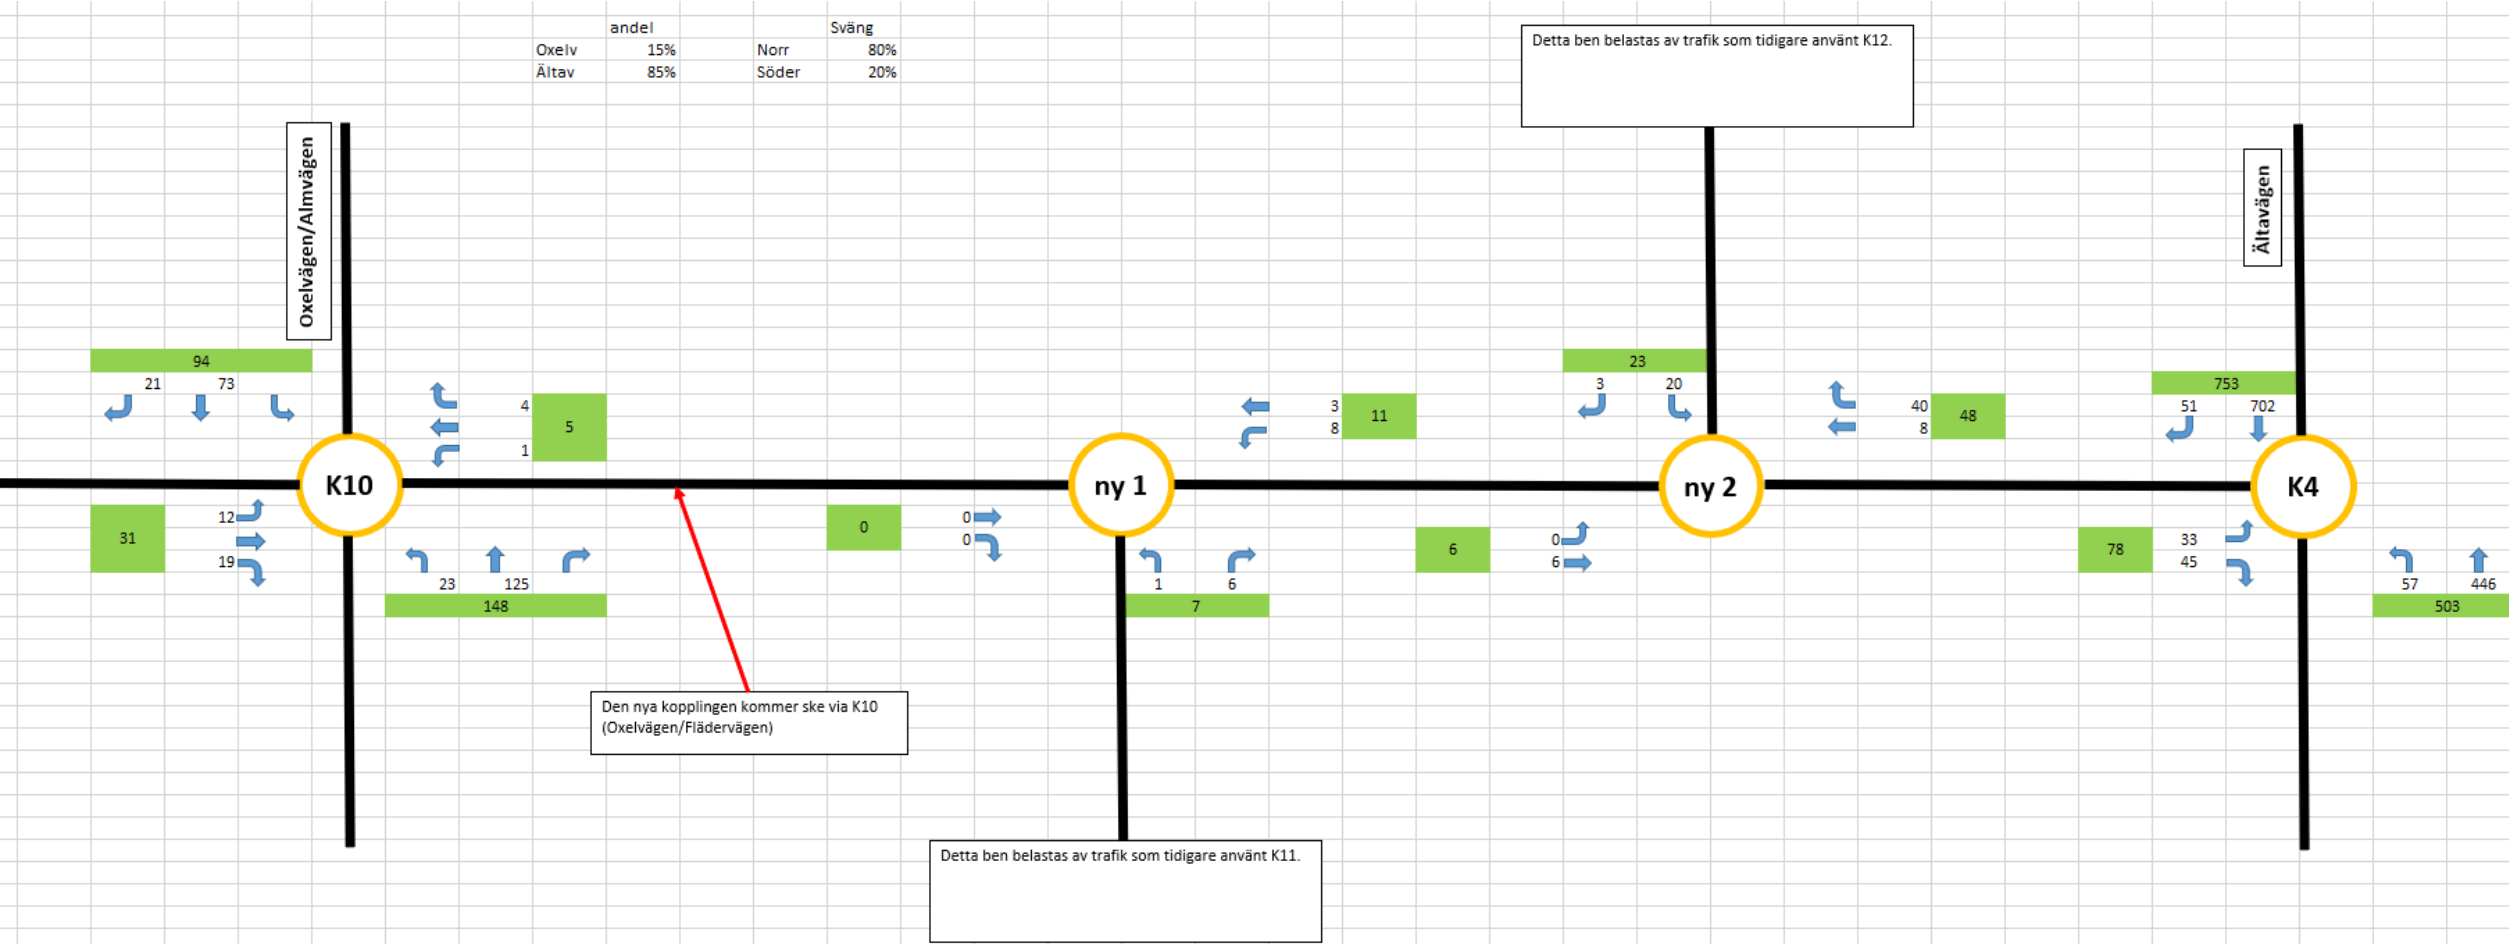 andel Sväng
Oxelv 15% Norr 80%
Ältav 85% Söder 20%
Detta ben belastas av trafik som tidigare använt K12.
Oxelvägen/Almvägen
Ältavägen
94
21 73
4
5
1
3
11
8
23
3 20
40
48
8
753
51 702
K10
ny 1
ny 2
K4
12
31
19
23 125
148
0
0
0
1 6
7
0
6
6
33
78
45
57 446
503
Den nya kopplingen kommer ske via K10
(Oxelvägen/Flädervägen)
Detta ben belastas av trafik som tidigare använt K11.